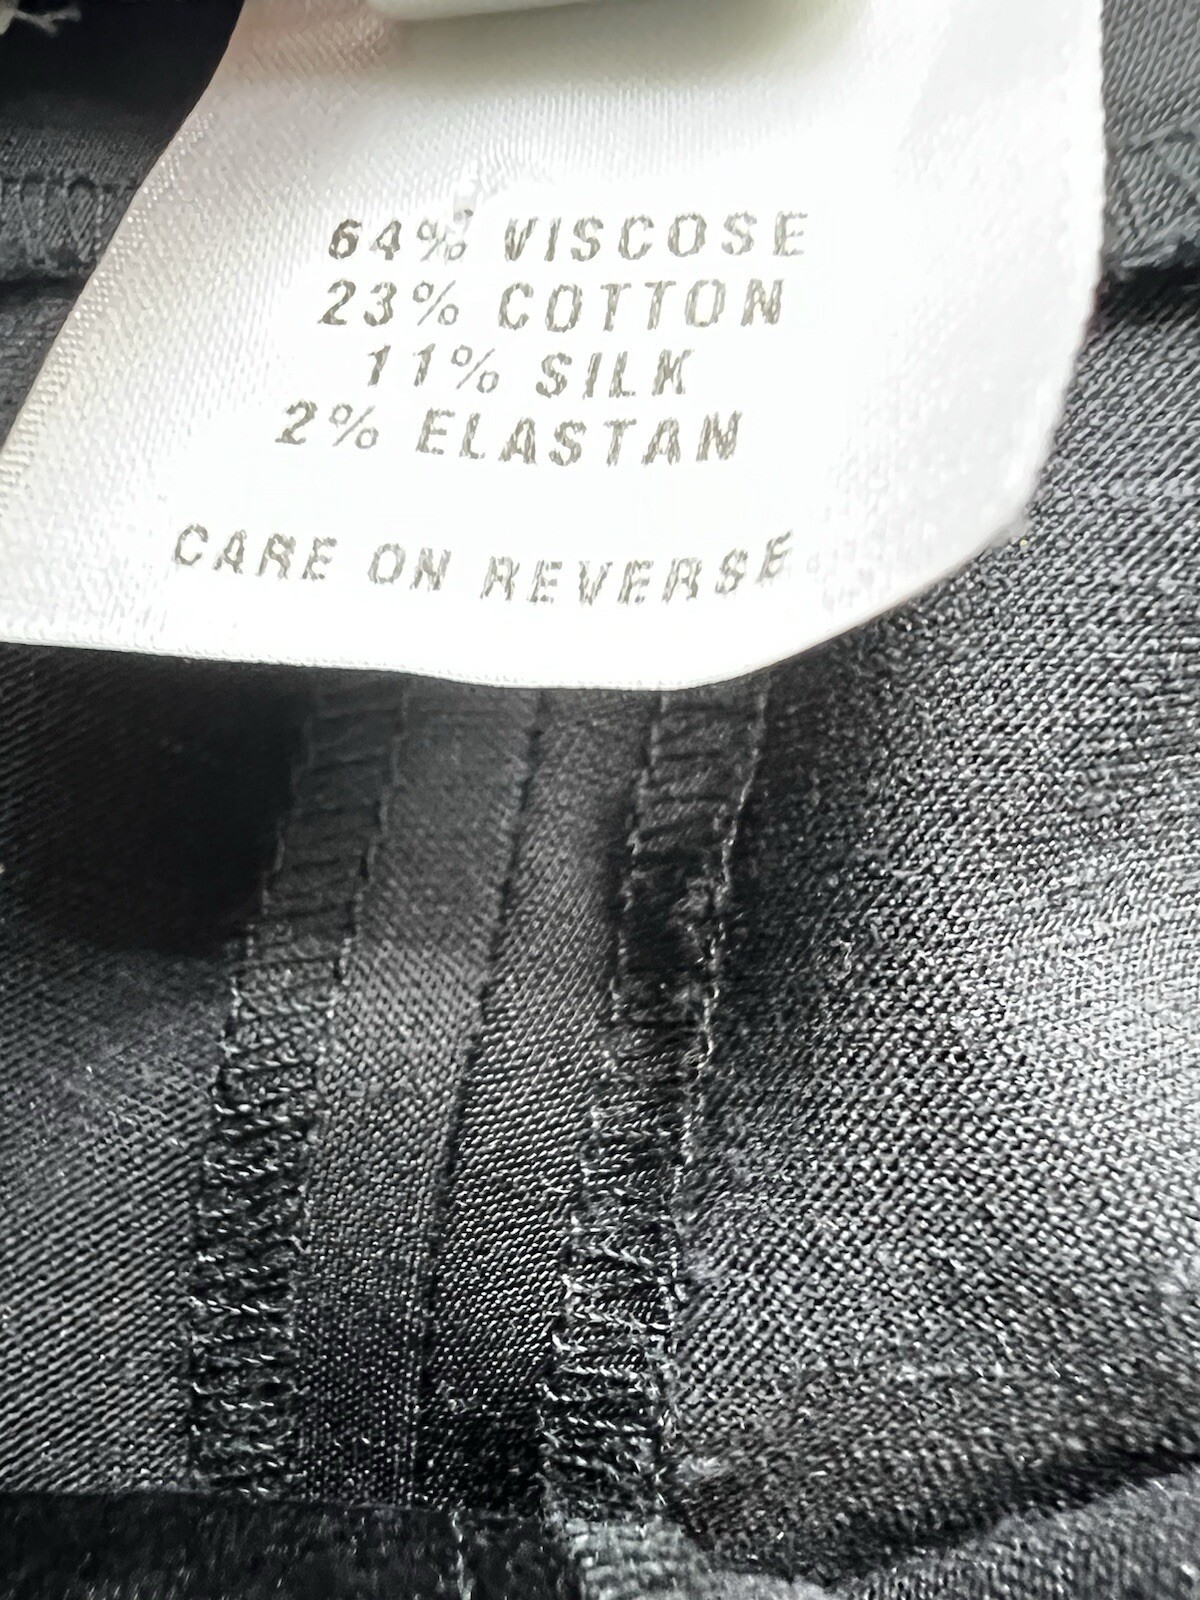 64% VISCOSE
23% COTTON
11% SILK
2% ELASTAN
CARE ON REVERSE